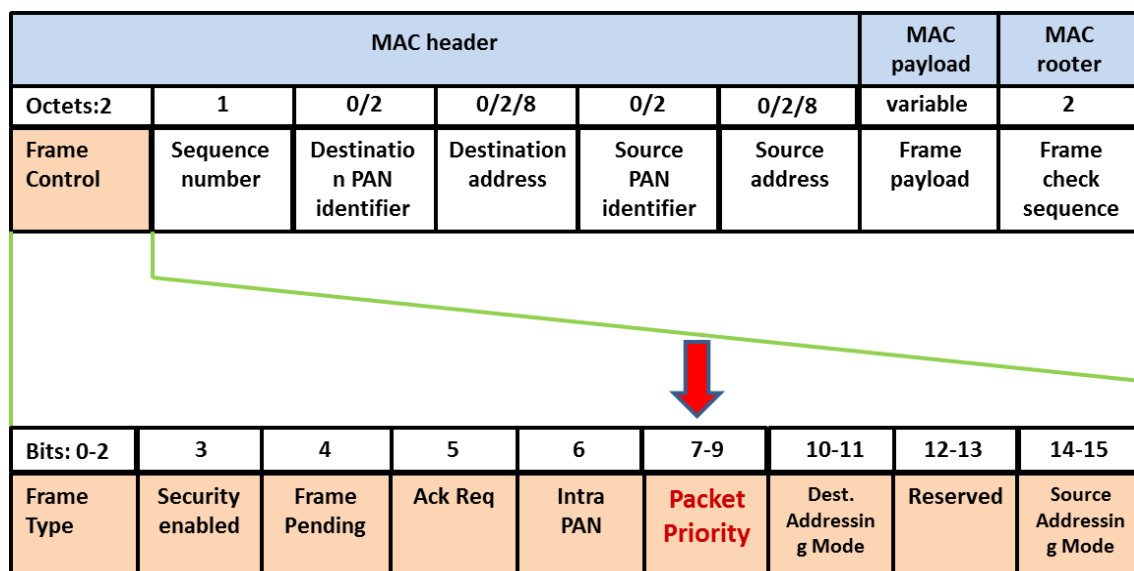 MAC header
MAC
payload
MAC
rooter
Octets:2
1
0/2
0/2/8
0/2
0/2/8
variable
2
Frame
Control
Sequence
number
Destinatio
n PAN
identifier
Destination
address
Source
PAN
identifier
Source
address
Frame
payload
Frame
check
sequence
Bits: 0-2
3
4
5
6
7-9
10-11
12-13
14-15
Frame
Type
Security
enabled
Frame
Pending
Ack Req
Intra
PAN
Packet
Priority
Dest.
Addressin
g Mode
Reserved
Source
Addressin
g Mode